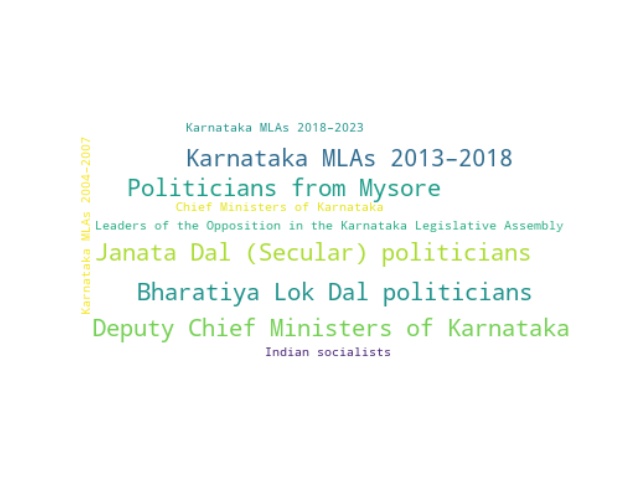 Karnataka MLAs 2018–2023
Karnataka MLAs 2013–2018
Politicians from Mysore
Chief Ministers of Karnataka
Leaders of the Opposition in the Karnataka Legislative Assembly
Janata Dal (Secular) politicians
Bharatiya Lok Dal politicians
Deputy Chief Ministers of Karnataka
Indian socialists
Karnataka MLAs 2004–2007